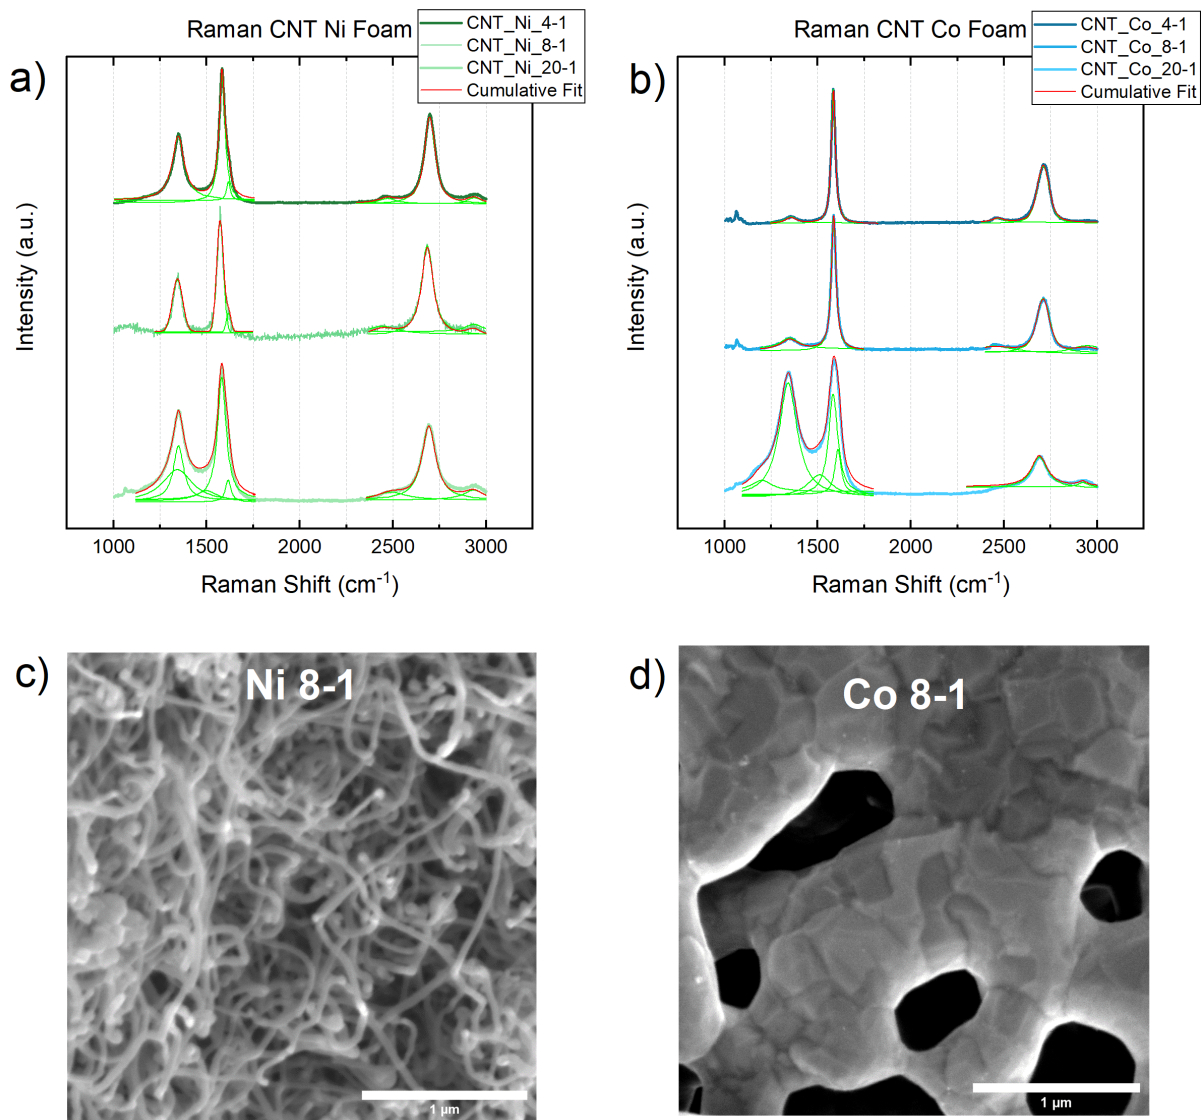 a)
Raman CNT Ni Foam
CNT_Ni_4-1
CNT_Ni_8-1
CNT_Ni_20-1
Cumulative Fit
Intensity (a.u.)
1000 1500 2000 2500 3000
Raman Shift (cm⁻¹)
b)
Raman CNT Co Foam
CNT_Co_4-1
CNT_Co_8-1
CNT_Co_20-1
Cumulative Fit
Intensity (a.u.)
1000 1500 2000 2500 3000
Raman Shift (cm⁻¹)
c)
Ni 8-1
1 µm
d)
Co 8-1
1 µm